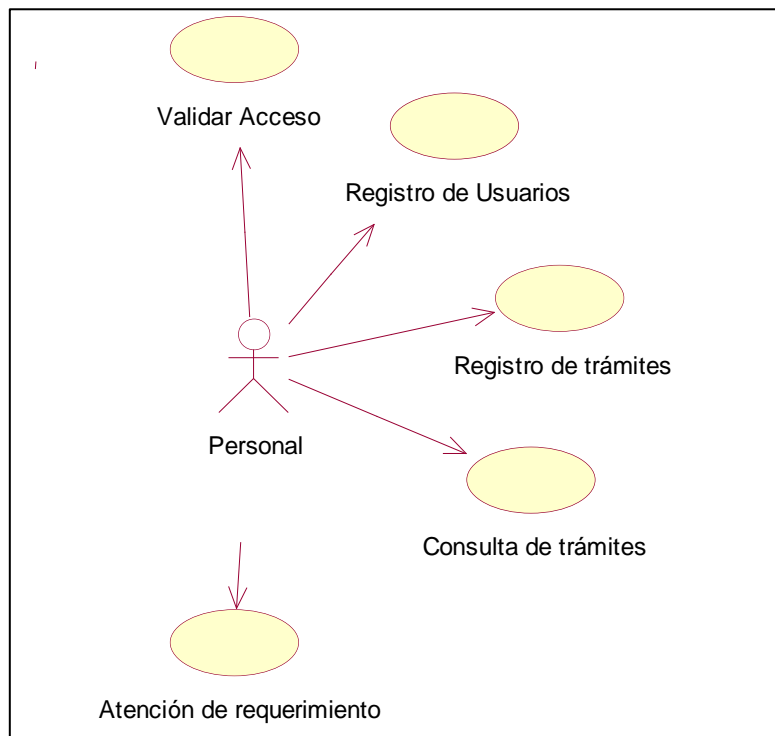 Validar Acceso
Registro de Usuarios
Registro de trámites
Personal
Consulta de trámites
Atención de requerimiento